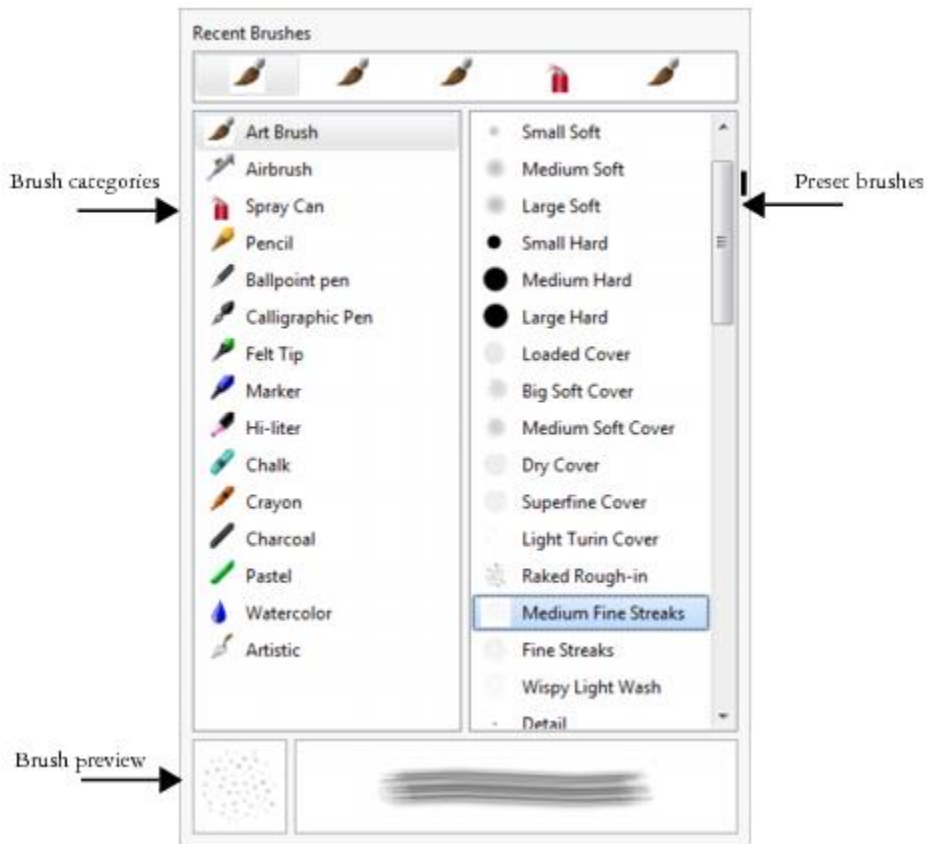 Recent Brushes
Art Brush
Airbrush
Spray Can
Pencil
Ballpoint pen
Calligraphic Pen
Felt Tip
Marker
Hi-liter
Chalk
Crayon
Charcoal
Pastel
Watercolor
Artistic
Small Soft
Medium Soft
Large Soft
Small Hard
Medium Hard
Large Hard
Loaded Cover
Big Soft Cover
Medium Soft Cover
Dry Cover
Superfine Cover
Light Turin Cover
Raked Rough-in
Medium Fine Streaks
Fine Streaks
Wispy Light Wash
Detail
Brush categories
Preset brushes
Brush preview